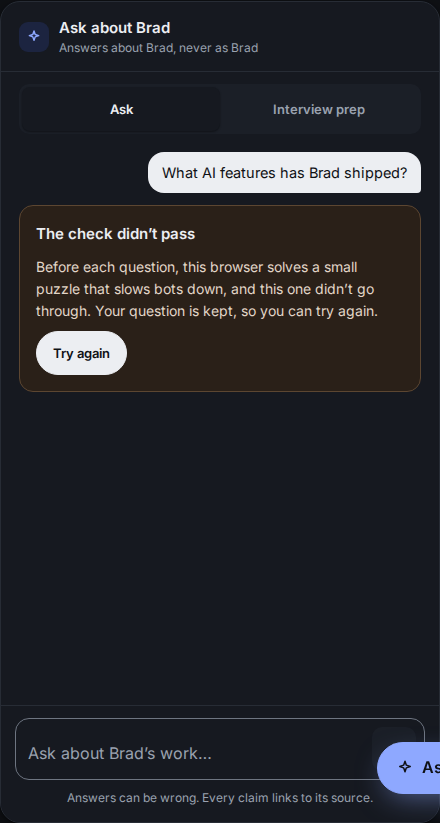 Ask about Brad
Answers about Brad, never as Brad
Ask
Interview prep
What AI features has Brad shipped?
The check didn’t pass
Before each question, this browser solves a small
puzzle that slows bots down, and this one didn’t go
through. Your question is kept, so you can try again.
Try again
Ask about Brad’s work…
As
Answers can be wrong. Every claim links to its source.